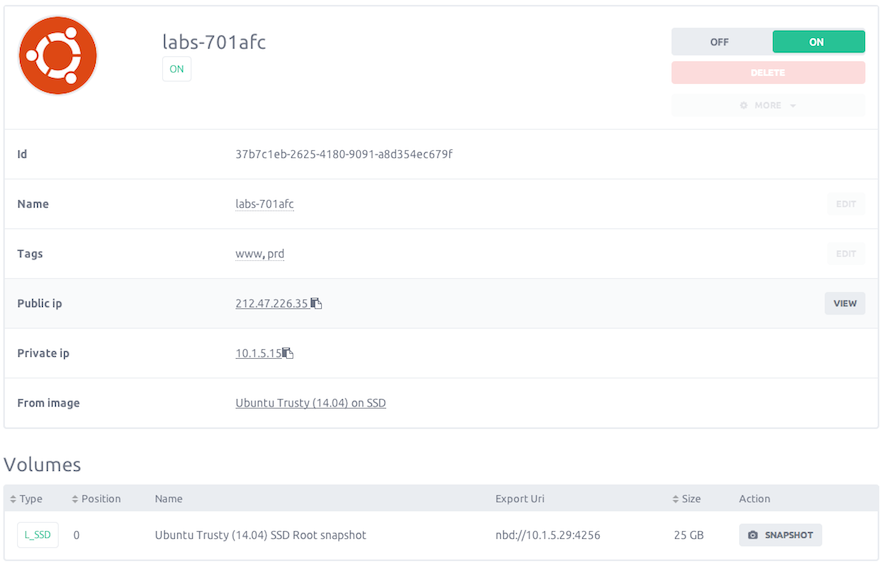 labs-701afc
ON
OFF ON
DELETE
MORE
Id 37b7c1eb-2625-4180-9091-a8d354ec679f
Name labs-701afc EDIT
Tags www, prd EDIT
Public ip 212.47.226.35 VIEW
Private ip 10.1.5.15
From image Ubuntu Trusty (14.04) on SSD
Volumes
Type Position Name Export Uri Size Action
L_SSD 0 Ubuntu Trusty (14.04) SSD Root snapshot nbd://10.1.5.29:4256 25 GB SNAPSHOT